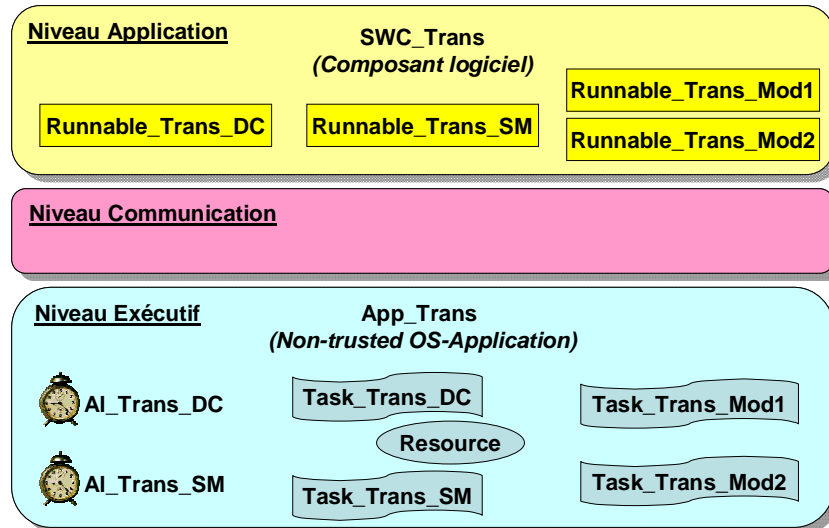 Niveau Application
SWC_Trans
(Composant logiciel)
Runnable_Trans_DC
Runnable_Trans_SM
Runnable_Trans_Mod1
Runnable_Trans_Mod2
Niveau Communication
Niveau Exécutif
App_Trans
(Non-trusted OS-Application)
Al_Trans_DC
Task_Trans_DC
Task_Trans_Mod1
Resource
Al_Trans_SM
Task_Trans_SM
Task_Trans_Mod2